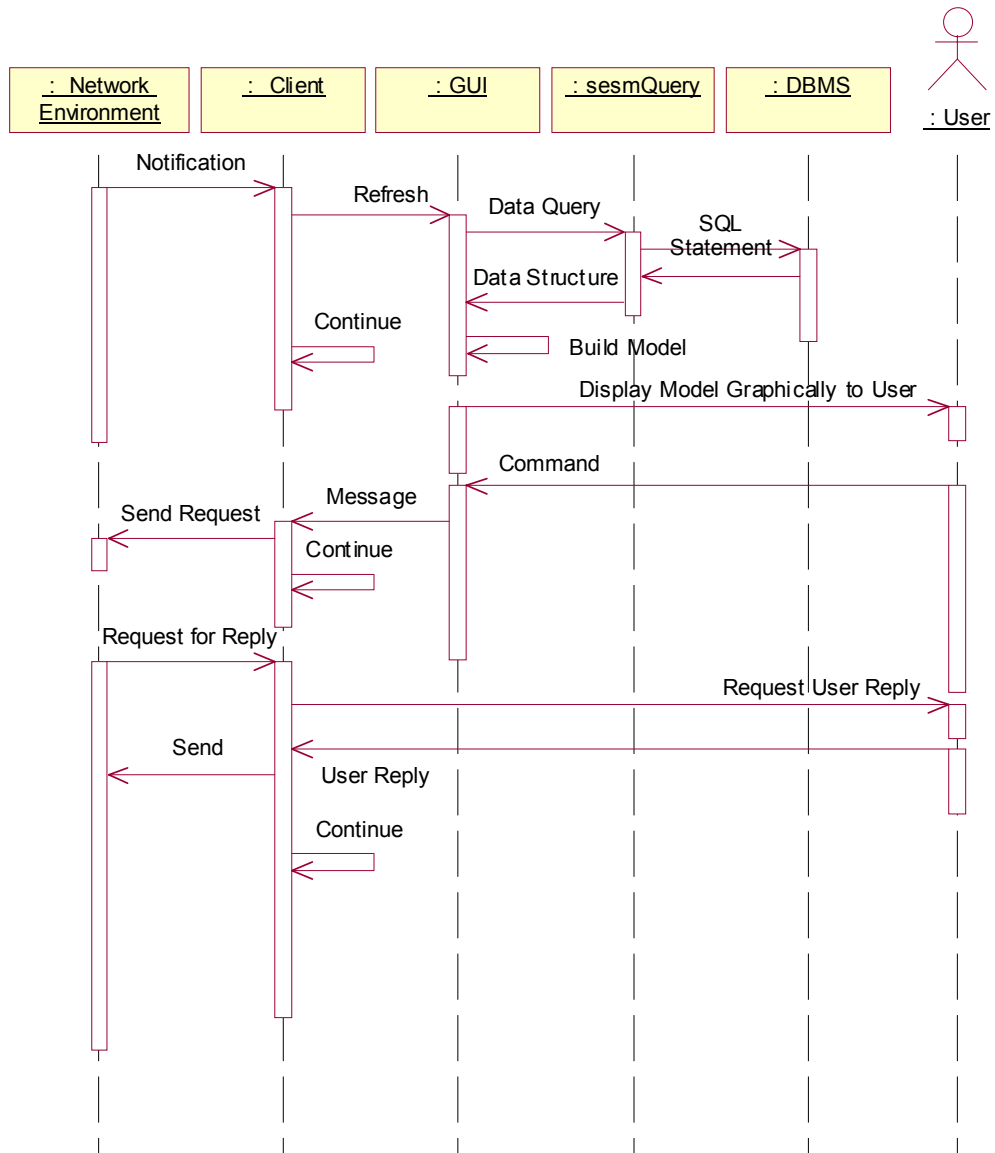 : Network
Environment
: Client
: GUI
: sesmQuery
: DBMS
: User
Notification
Refresh
Data Query
SQL
Statement
Data Structure
Continue
Build Model
Display Model Graphically to User
Command
Message
Send Request
Continue
Request for Reply
Request User Reply
Send
User Reply
Continue